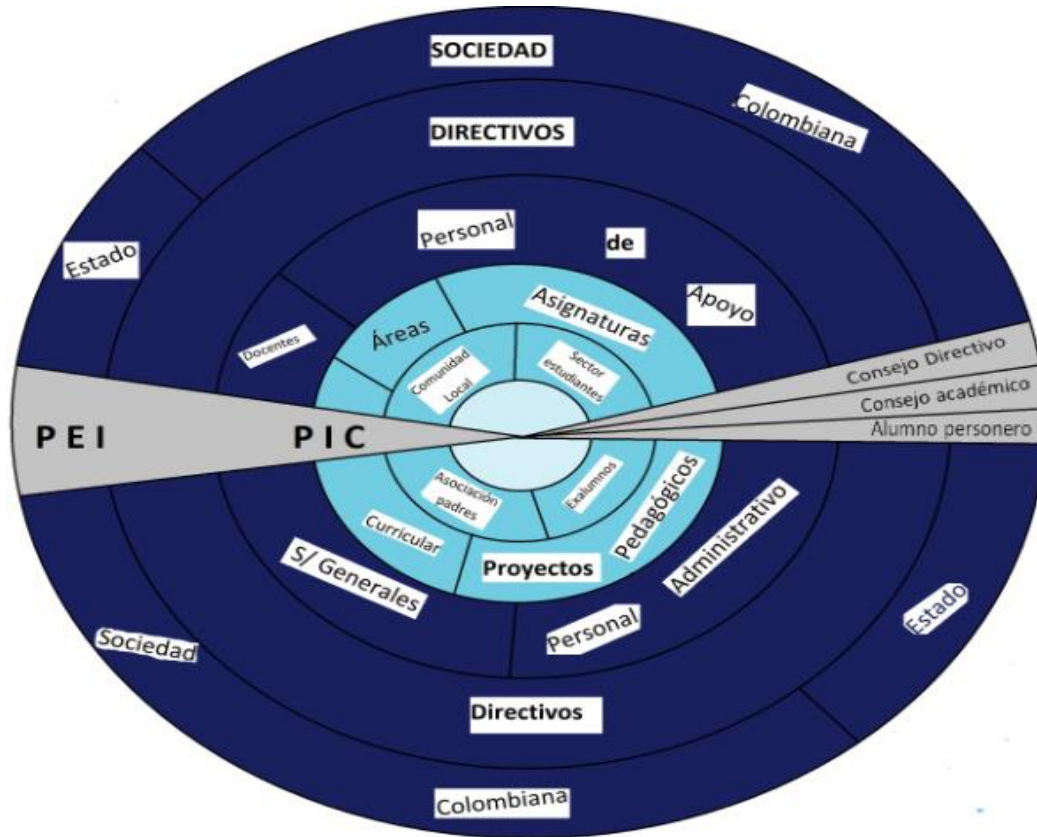 SOCIEDAD
Colombiana
DIRECTIVOS
Estado
Personal
de
Apoyo
Docentes
Áreas
Asignaturas
Comunidad
Local
Sector
estudiantes
Consejo Directivo
Consejo académico
Alumno personero
P E I
P I C
Asociación
padres
Exalumnos
Curricular
Proyectos
Pedagógicos
S/ Generales
Personal
Administrativo
Sociedad
Estado
Directivos
Colombiana